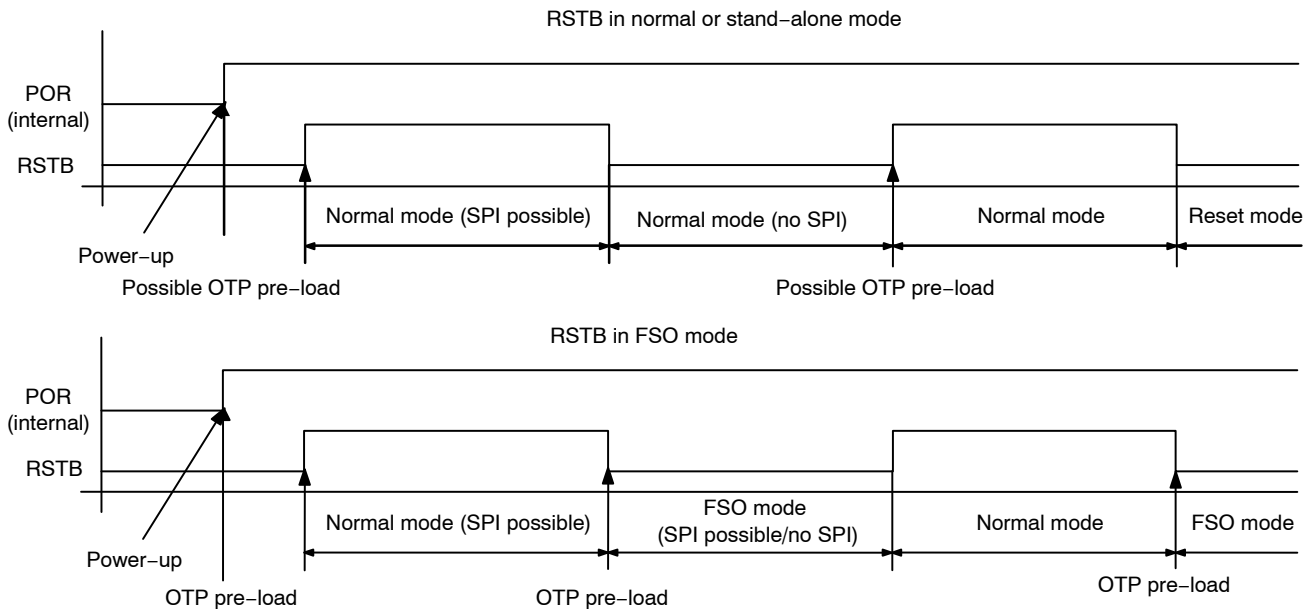 RSTB in normal or stand−alone mode
POR
(internal)
RSTB
Normal mode (SPI possible)
Normal mode (no SPI)
Normal mode
Reset mode
Power−up
Possible OTP pre−load
Possible OTP pre−load
RSTB in FSO mode
POR
(internal)
RSTB
Normal mode (SPI possible)
FSO mode
(SPI possible/no SPI)
Normal mode
FSO mode
Power−up
OTP pre−load
OTP pre−load
OTP pre−load